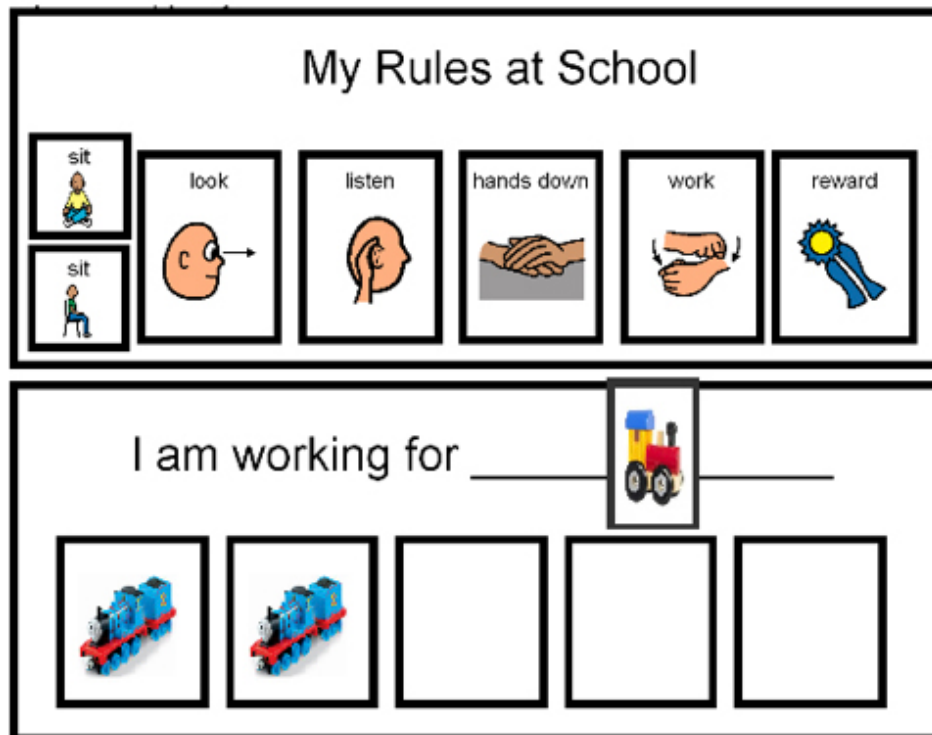 My Rules at School
sit
look
listen
hands down
work
reward
sit
I am working for